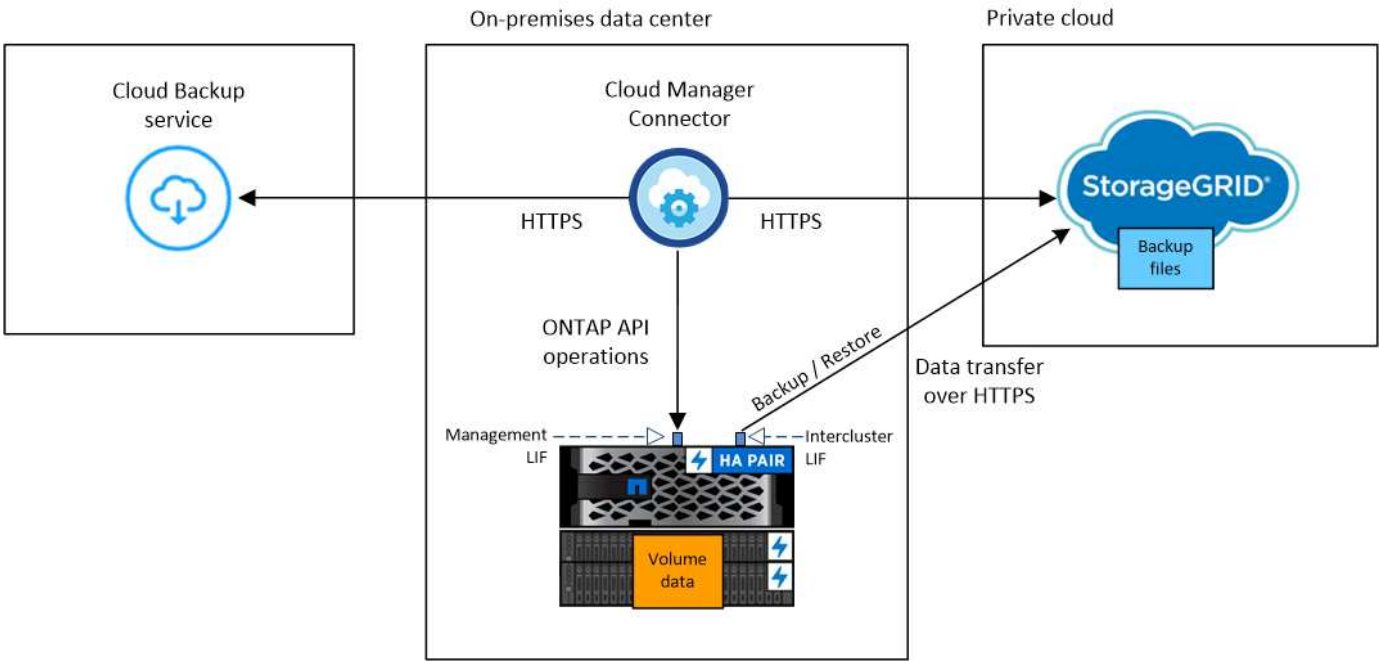 On-premises data center
Private cloud
Cloud Backup
service
Cloud Manager
Connector
StorageGRID®
Backup
files
HTTPS
HTTPS
ONTAP API
operations
Backup / Restore
Data transfer
over HTTPS
Management
LIF
Intercluster
LIF
HA PAIR
Volume
data